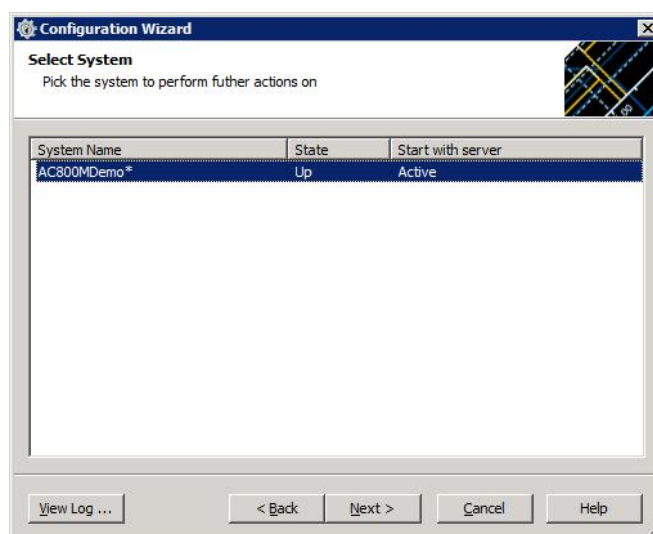 Configuration Wizard
Select System
Pick the system to perform futher actions on
System Name State Start with server
AC800MDemo* Up Active
View Log ... < Back Next > Cancel Help